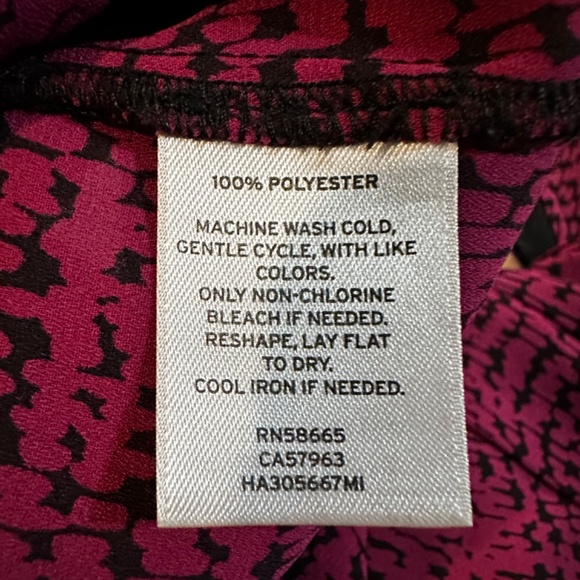 100% POLYESTER
MACHINE WASH COLD,
GENTLE CYCLE, WITH LIKE
COLORS.
ONLY NON-CHLORINE
BLEACH IF NEEDED.
RESHAPE, LAY FLAT
TO DRY.
COOL IRON IF NEEDED.
RN58665
CA57963
HA305667MI